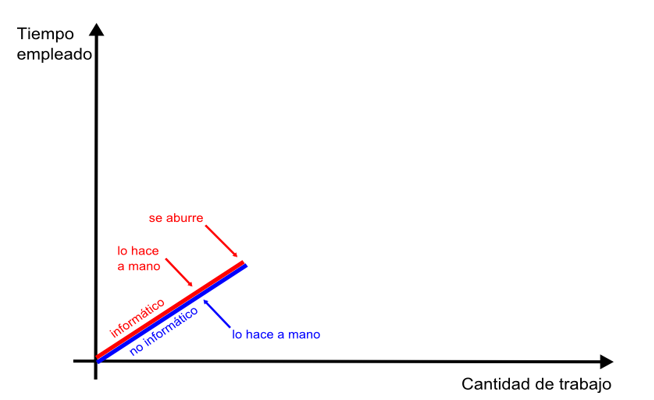 Tiempo
empleado
se aburre
lo hace
a mano
informático
no informático
lo hace a mano
Cantidad de trabajo